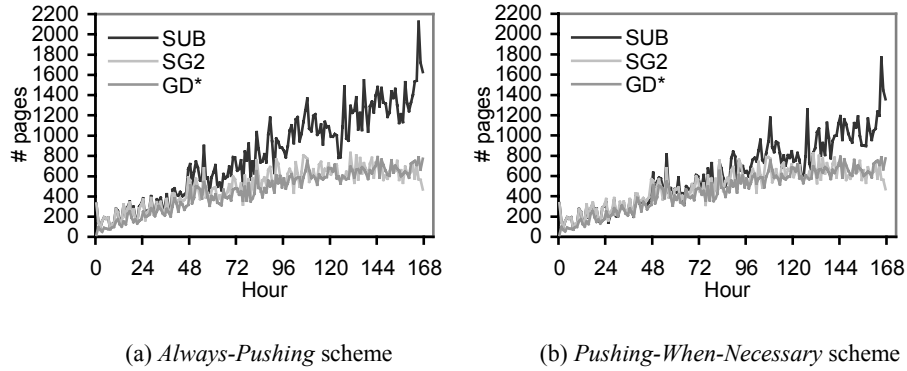 2200
2000
1800
1600
1400
1200
1000
800
600
400
200
0
# pages
SUB
SG2
GD*
0 24 48 72 96 120 144 168
Hour
(a) Always-Pushing scheme
2200
2000
1800
1600
1400
1200
1000
800
600
400
200
0
# pages
SUB
SG2
GD*
0 24 48 72 96 120 144 168
Hour
(b) Pushing-When-Necessary scheme